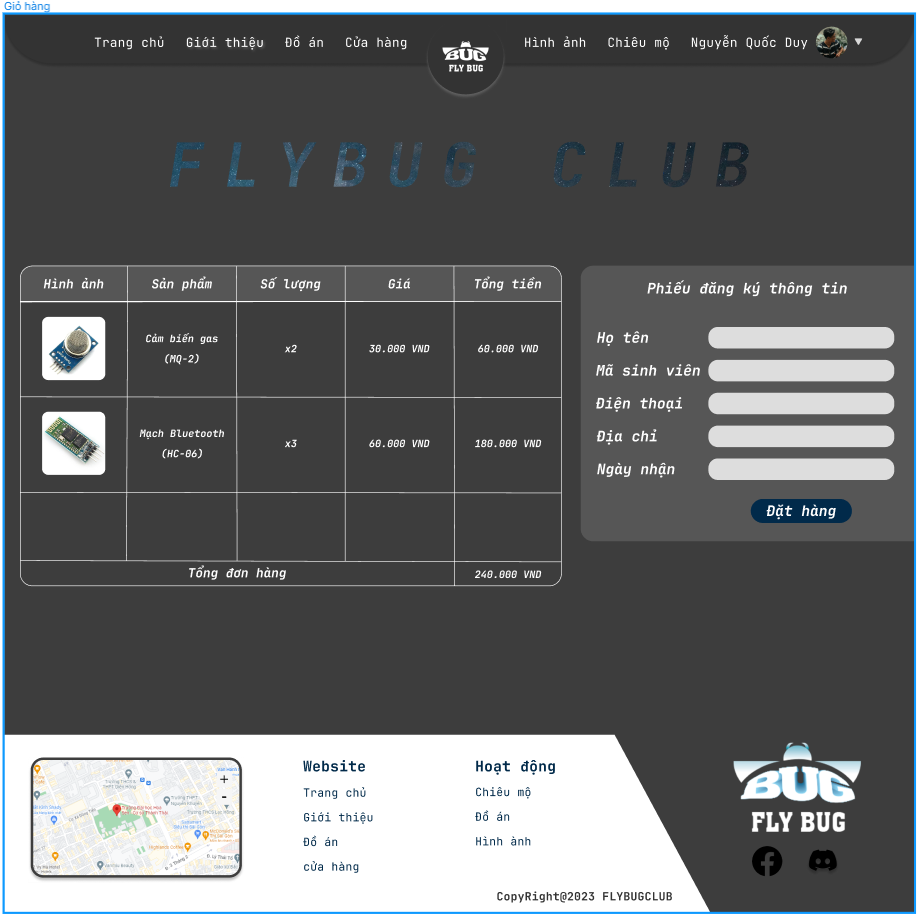 Giỏ hàng
Trang chủ Giới thiệu Đồ án Cửa hàng
BUG
FLY BUG
Hình ảnh Chiêu mộ Nguyễn Quốc Duy
FLYBUG CLUB
Hình ảnh Sản phẩm Số lượng Giá Tổng tiền
Cảm biến gas
(MQ-2)
x2 30.000 VND 60.000 VND
Mạch Bluetooth
(HC-06)
x3 60.000 VND 180.000 VND
Tổng đơn hàng 240.000 VND
Phiếu đăng ký thông tin
Họ tên
Mã sinh viên
Điện thoại
Địa chỉ
Ngày nhận
Đặt hàng
Website
Trang chủ
Giới thiệu
Đồ án
cửa hàng
Hoạt động
Chiêu mộ
Đồ án
Hình ảnh
CopyRight@2023 FLYBUGCLUB
BUG
FLY BUG